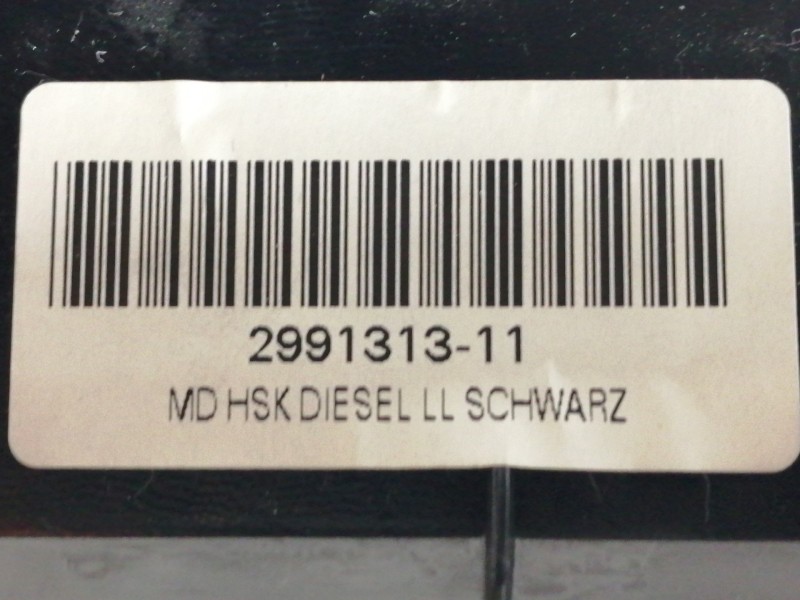 2991313-11
MD HSK DIESEL LL SCHWARZ